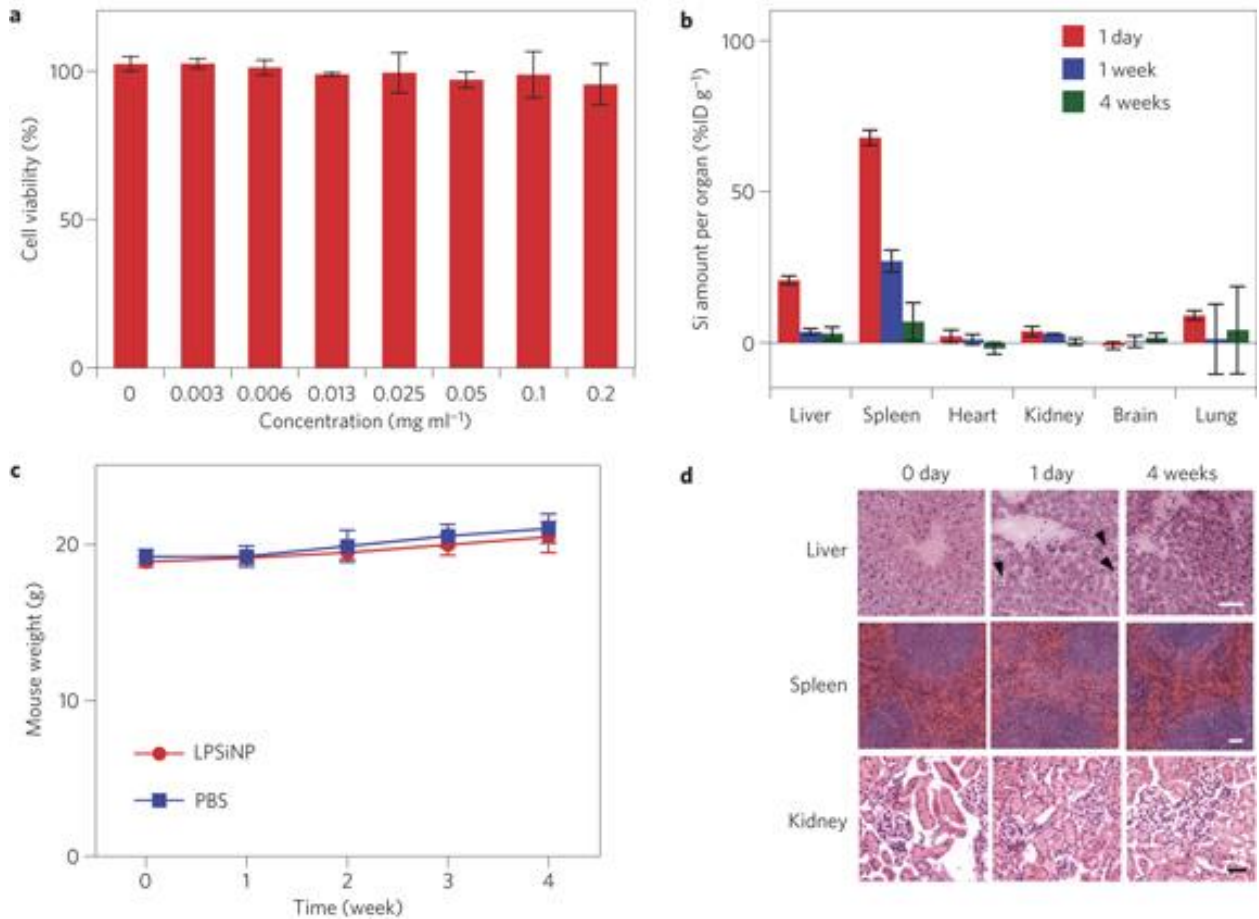 a
Cell viability (%)
100
50
0
0 0.003 0.006 0.013 0.025 0.05 0.1 0.2
Concentration (mg ml⁻¹)
b
Si amount per organ (%ID g⁻¹)
100
50
0
1 day
1 week
4 weeks
Liver Spleen Heart Kidney Brain Lung
c
Mouse weight (g)
20
10
0
LPSiNP
PBS
0 1 2 3 4
Time (week)
d
0 day 1 day 4 weeks
Liver
Spleen
Kidney